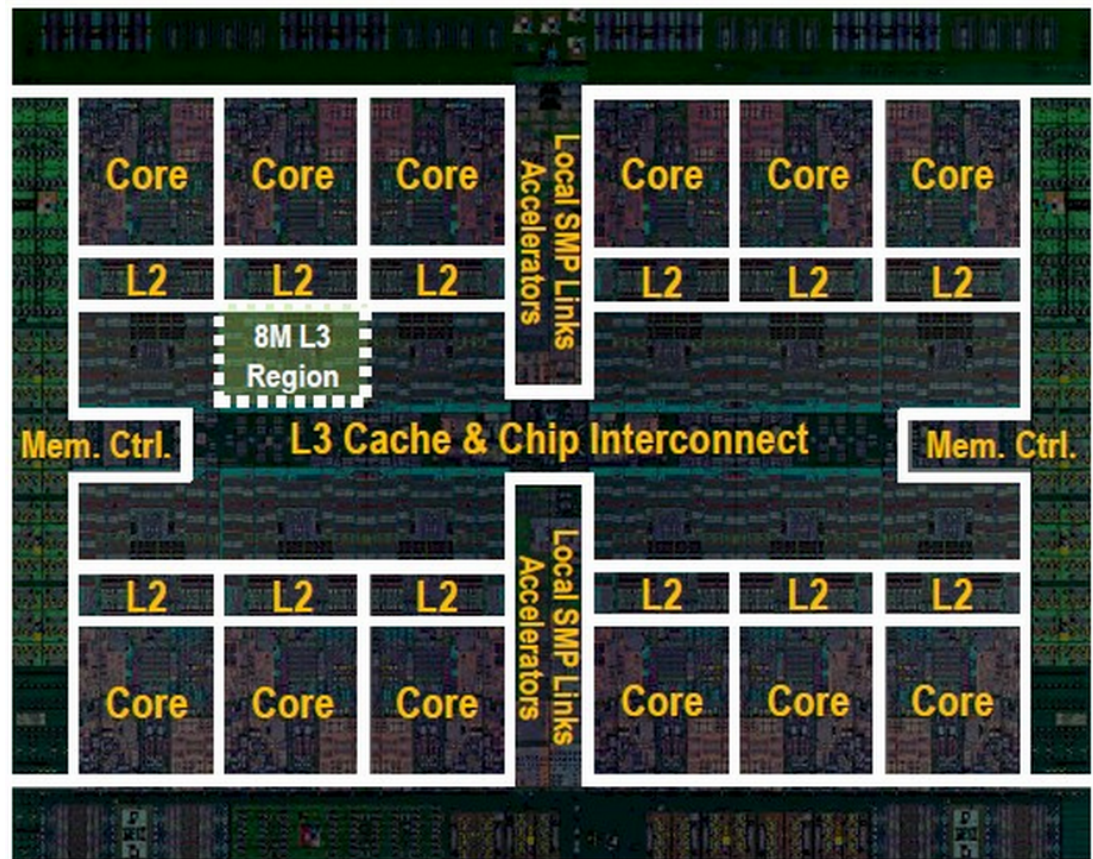 Core
Core
Core
Local SMP Links
Accelerators
Core
Core
Core
L2
L2
L2
L2
L2
L2
8M L3
Region
Mem. Ctrl.
L3 Cache & Chip Interconnect
Mem. Ctrl.
Local SMP Links
Accelerators
L2
L2
L2
L2
L2
L2
Core
Core
Core
Core
Core
Core